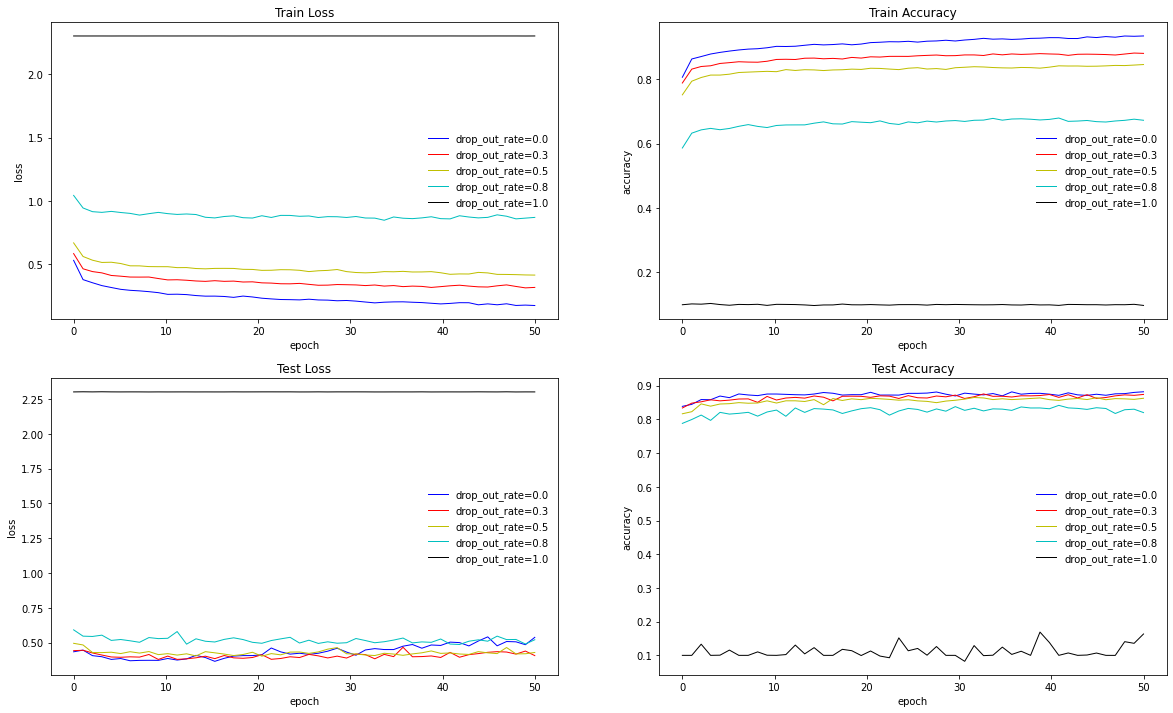 Train Loss
2.0
1.5
1.0
0.5
loss
drop_out_rate=0.0
drop_out_rate=0.3
drop_out_rate=0.5
drop_out_rate=0.8
drop_out_rate=1.0
0 10 20 30 40 50
epoch
Train Accuracy
0.8
0.6
0.4
0.2
accuracy
drop_out_rate=0.0
drop_out_rate=0.3
drop_out_rate=0.5
drop_out_rate=0.8
drop_out_rate=1.0
0 10 20 30 40 50
epoch
Test Loss
2.25
2.00
1.75
1.50
1.25
1.00
0.75
0.50
loss
drop_out_rate=0.0
drop_out_rate=0.3
drop_out_rate=0.5
drop_out_rate=0.8
drop_out_rate=1.0
0 10 20 30 40 50
epoch
Test Accuracy
0.9
0.8
0.7
0.6
0.5
0.4
0.3
0.2
0.1
accuracy
drop_out_rate=0.0
drop_out_rate=0.3
drop_out_rate=0.5
drop_out_rate=0.8
drop_out_rate=1.0
0 10 20 30 40 50
epoch